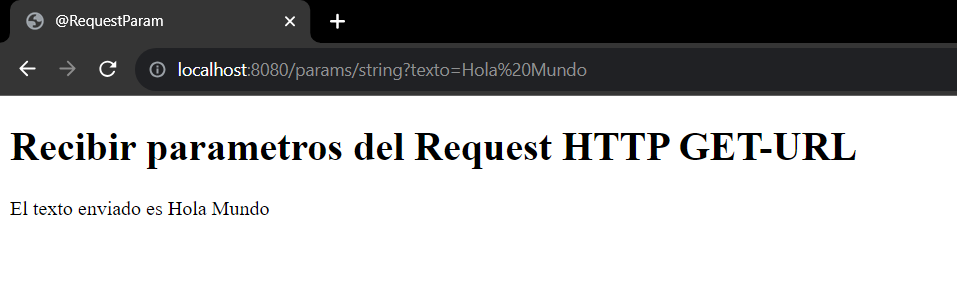 @RequestParam
localhost:8080/params/string?texto=Hola%20Mundo
Recibir parametros del Request HTTP GET-URL
El texto enviado es Hola Mundo